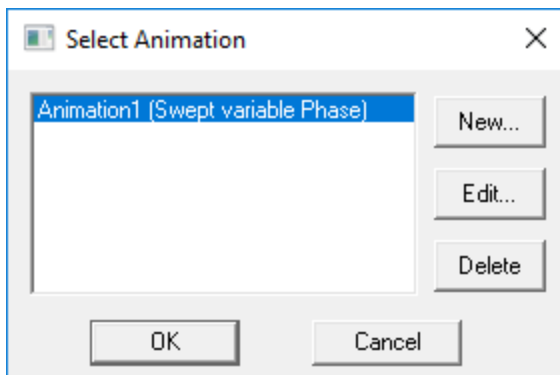 Select Animation
Animation1 (Swept variable Phase)
New...
Edit...
Delete
OK
Cancel